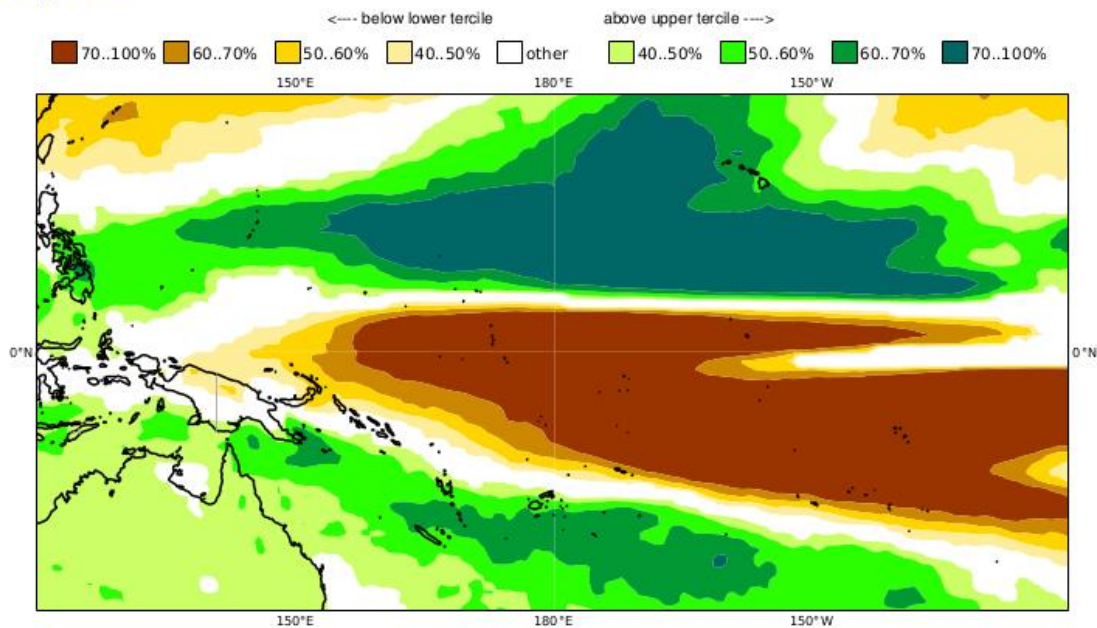 <---- below lower tercile above upper tercile ---->
70..100% 60..70% 50..60% 40..50% other 40..50% 50..60% 60..70% 70..100%
150°E 180°E 150°W
0°N 0°N
150°E 180°E 150°W